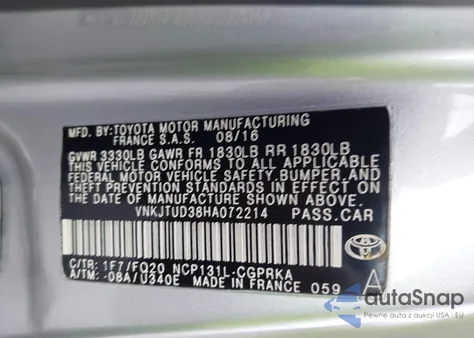 MFD. BY:TOYOTA MOTOR MANUFACTURING
FRANCE S.A.S. 08/16
GVWR 3330LB GAWR FR 1830LB RR 1830LB
THIS VEHICLE CONFORMS TO ALL APPLICABLE
FEDERAL MOTOR VEHICLE SAFETY,BUMPER,AND
THEFT PREVENTION STANDARDS IN EFFECT ON
THE DATE OF MANUFACTURE SHOWN ABOVE.
VNKJTUD38HA072214 PASS.CAR
C/TR: 1F7/FQ20 NCP131L-CGPRKA
A/TM: -08A/U340E MADE IN FRANCE 059 A
autoSnap
Pewne auta z aukcji USA i EU